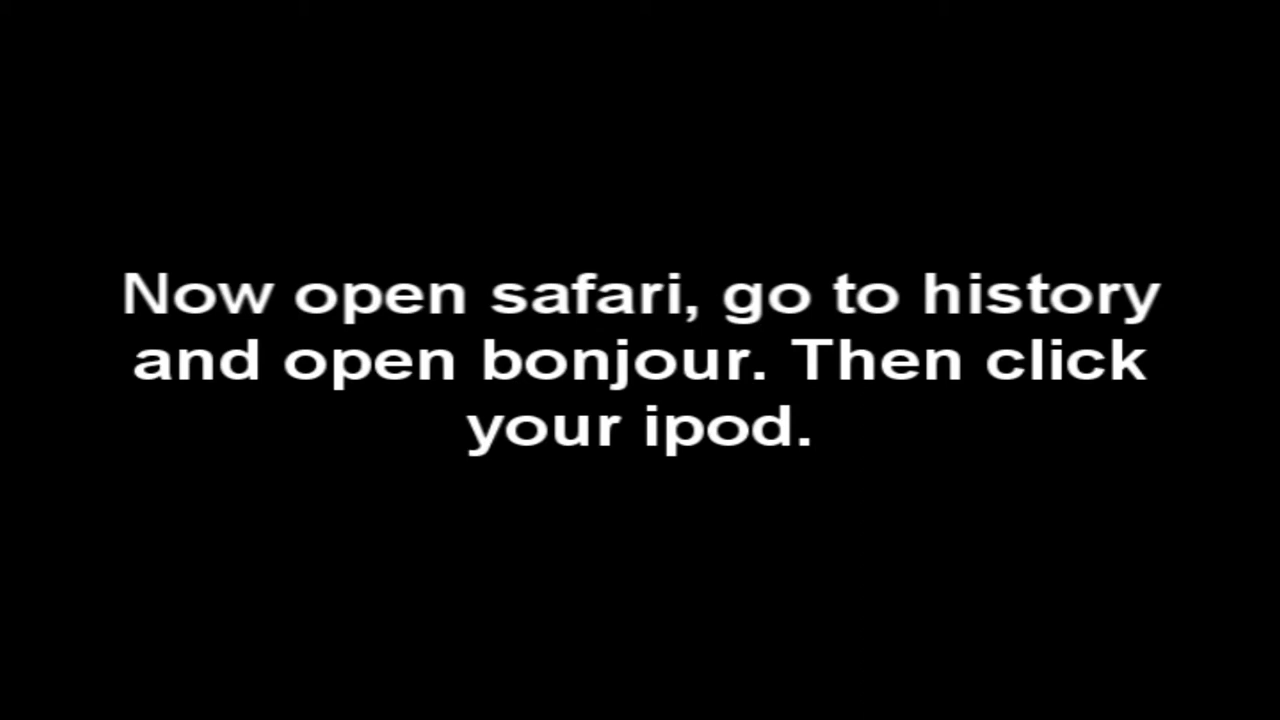 Now open safari, go to history
and open bonjour. Then click
your ipod.